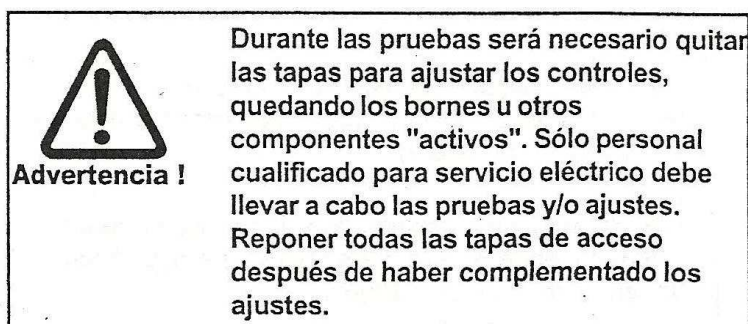 Durante las pruebas será necesario quitar
las tapas para ajustar los controles,
quedando los bornes u otros
componentes "activos". Sólo personal
cualificado para servicio eléctrico debe
llevar a cabo las pruebas y/o ajustes.
Reponer todas las tapas de acceso
después de haber complementado los
ajustes.
Advertencia !